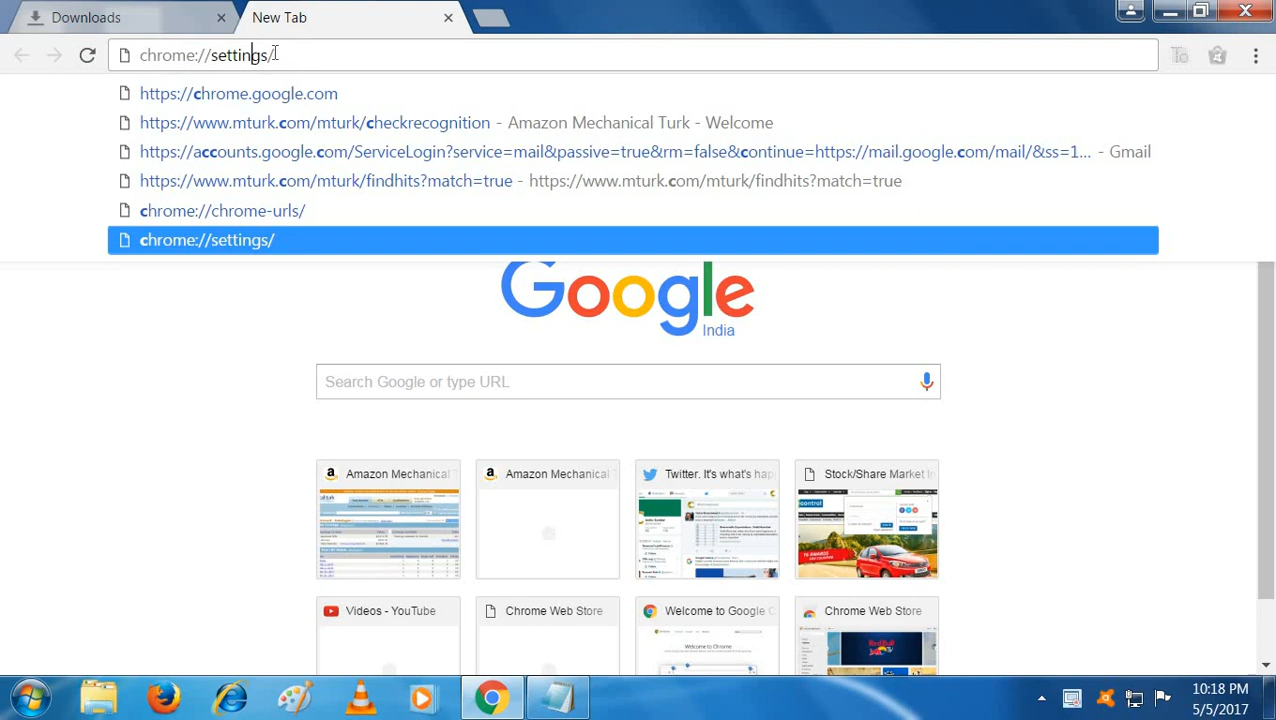 Downloads
New Tab
chrome://settings/
https://chrome.google.com
https://www.mturk.com/mturk/checkrecognition - Amazon Mechanical Turk - Welcome
https://accounts.google.com/ServiceLogin?service=mail&passive=true&rm=false&continue=https://mail.google.com/mail/&ss=1... - Gmail
https://www.mturk.com/mturk/findhits?match=true - https://www.mturk.com/mturk/findhits?match=true
chrome://chrome-urls/
chrome://settings/
Google
India
Search Google or type URL
Amazon Mechanical
Amazon Mechanical
Twitter. It's what's hap
Stock/Share Market In
Videos - YouTube
Chrome Web Store
Welcome to Google C
Chrome Web Store
10:18 PM
5/5/2017